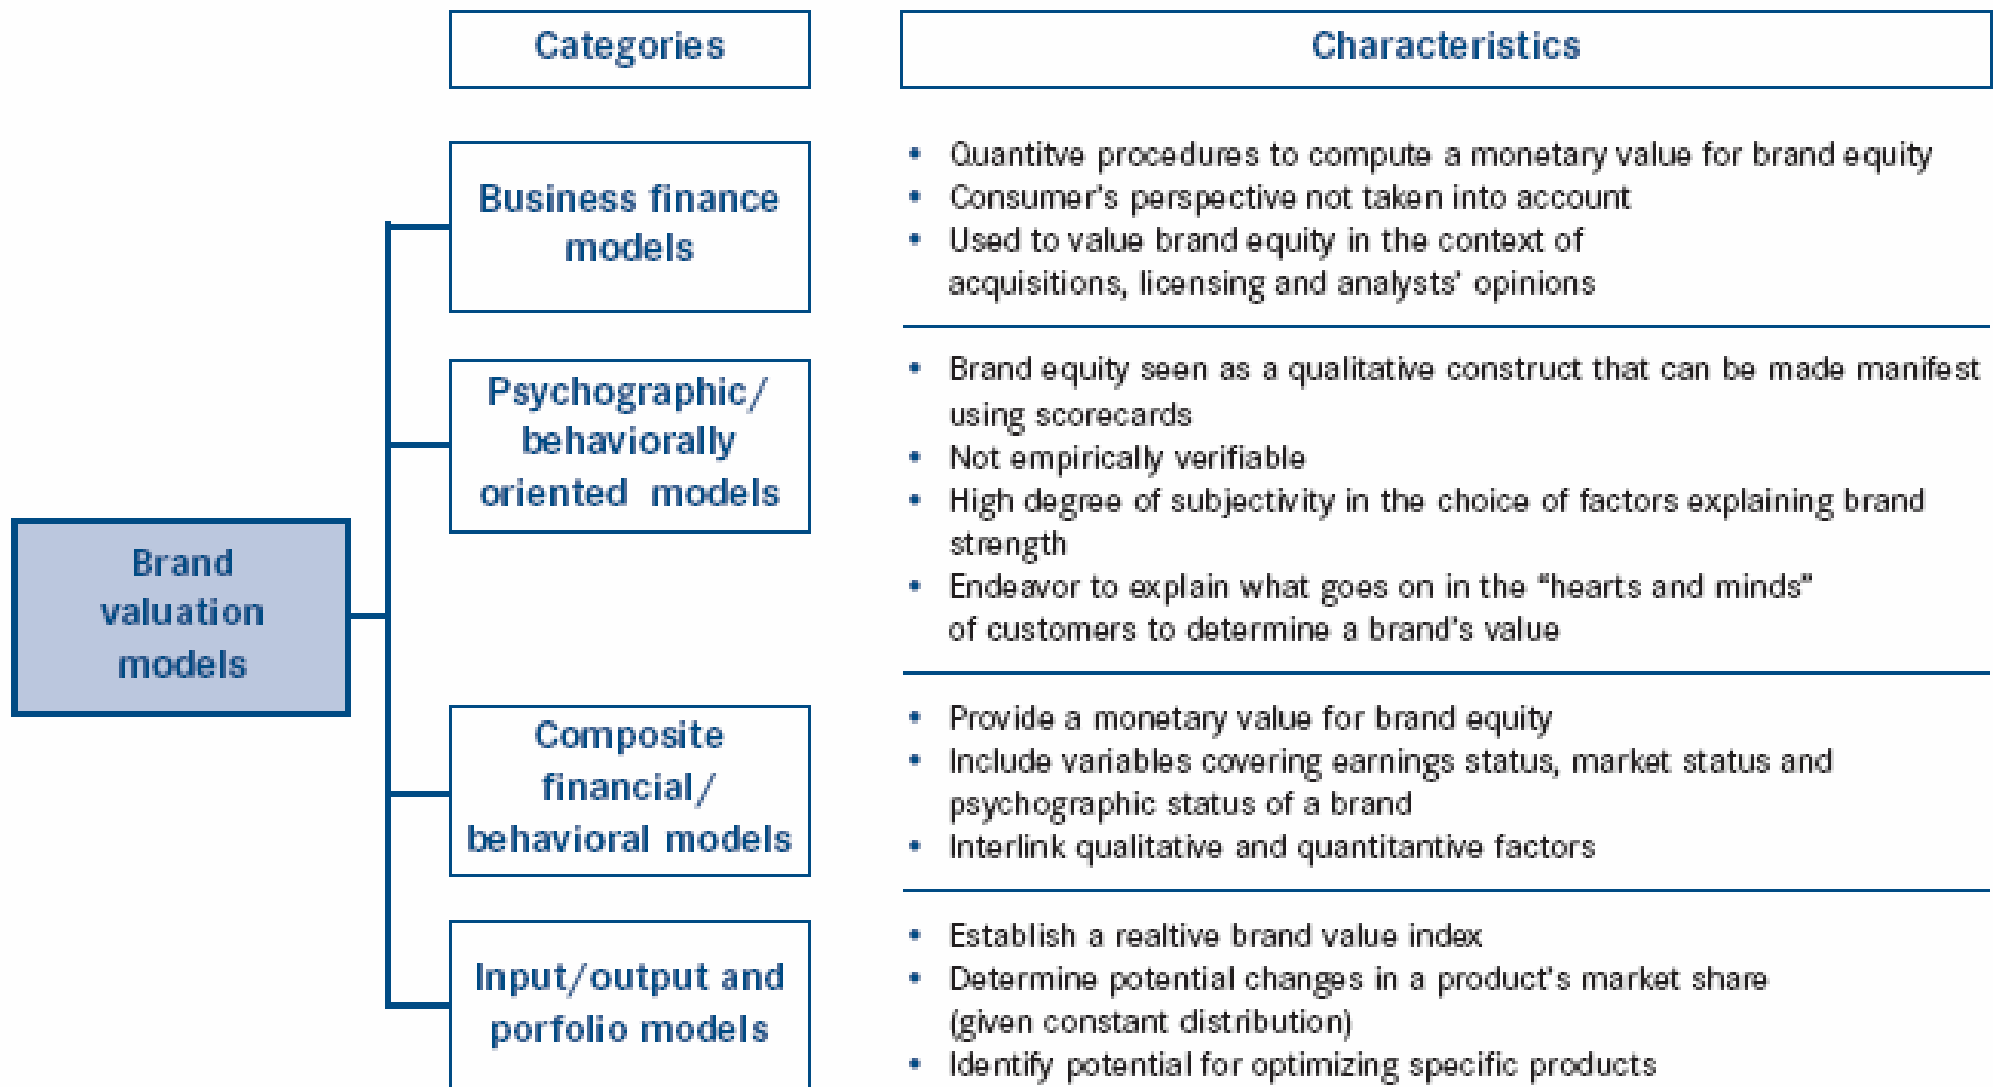 Categories
Characteristics
Brand
valuation
models
Business finance
models
• Quantitve procedures to compute a monetary value for brand equity
• Consumer's perspective not taken into account
• Used to value brand equity in the context of
acquisitions, licensing and analysts' opinions
Psychographic/
behaviorally
oriented models
• Brand equity seen as a qualitative construct that can be made manifest
using scorecards
• Not empirically verifiable
• High degree of subjectivity in the choice of factors explaining brand
strength
• Endeavor to explain what goes on in the “hearts and minds”
of customers to determine a brand's value
Composite
financial/
behavioral models
• Provide a monetary value for brand equity
• Include variables covering earnings status, market status and
psychographic status of a brand
• Interlink qualitative and quantitantive factors
Input/output and
porfolio models
• Establish a realtive brand value index
• Determine potential changes in a product's market share
(given constant distribution)
• Identify potential for optimizing specific products